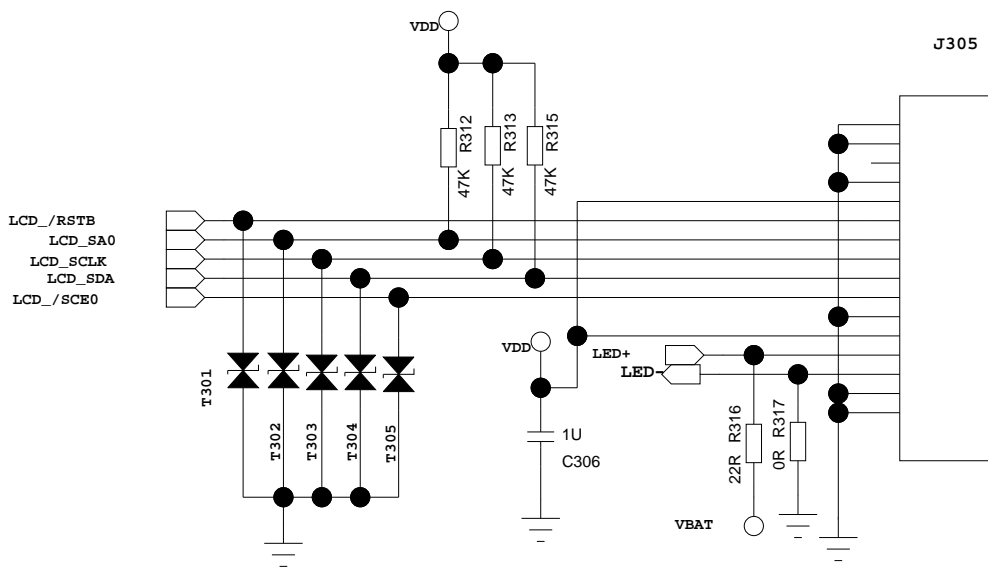 VDD
J305
R312
R313
R315
47K
47K
47K
LCD_/RSTB
LCD_SA0
LCD_SCLK
LCD_SDA
LCD_/SCE0
VDD
LED+
LED-
T301
T302
T303
T304
T305
1U
C306
R316
22R
R317
0R
VBAT